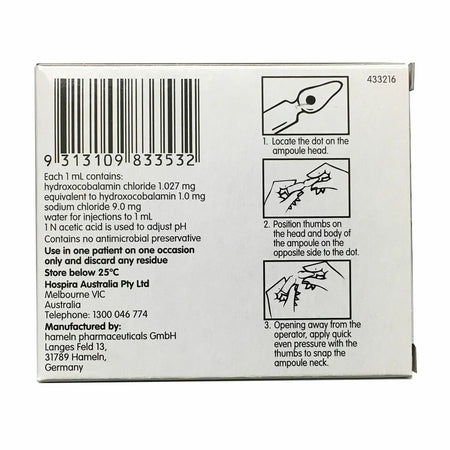 433216
9 313109 833532
Each 1 mL contains:
hydroxocobalamin chloride 1.027 mg
equivalent to hydroxocobalamin 1.0 mg
sodium chloride 9.0 mg
water for injections to 1 mL
1 N acetic acid is used to adjust pH
Contains no antimicrobial preservative
Use in one patient on one occasion
only and discard any residue
Store below 25°C
Hospira Australia Pty Ltd
Melbourne VIC
Australia
Telephone: 1300 046 774
Manufactured by:
hameln pharmaceuticals GmbH
Langes Feld 13,
31789 Hameln,
Germany
1. Locate the dot on the
ampoule head.
2. Position thumbs on
the head and body of
the ampoule on the
opposite side to the dot.
3. Opening away from the
operator, apply quick
even pressure with the
thumbs to snap the
ampoule neck.